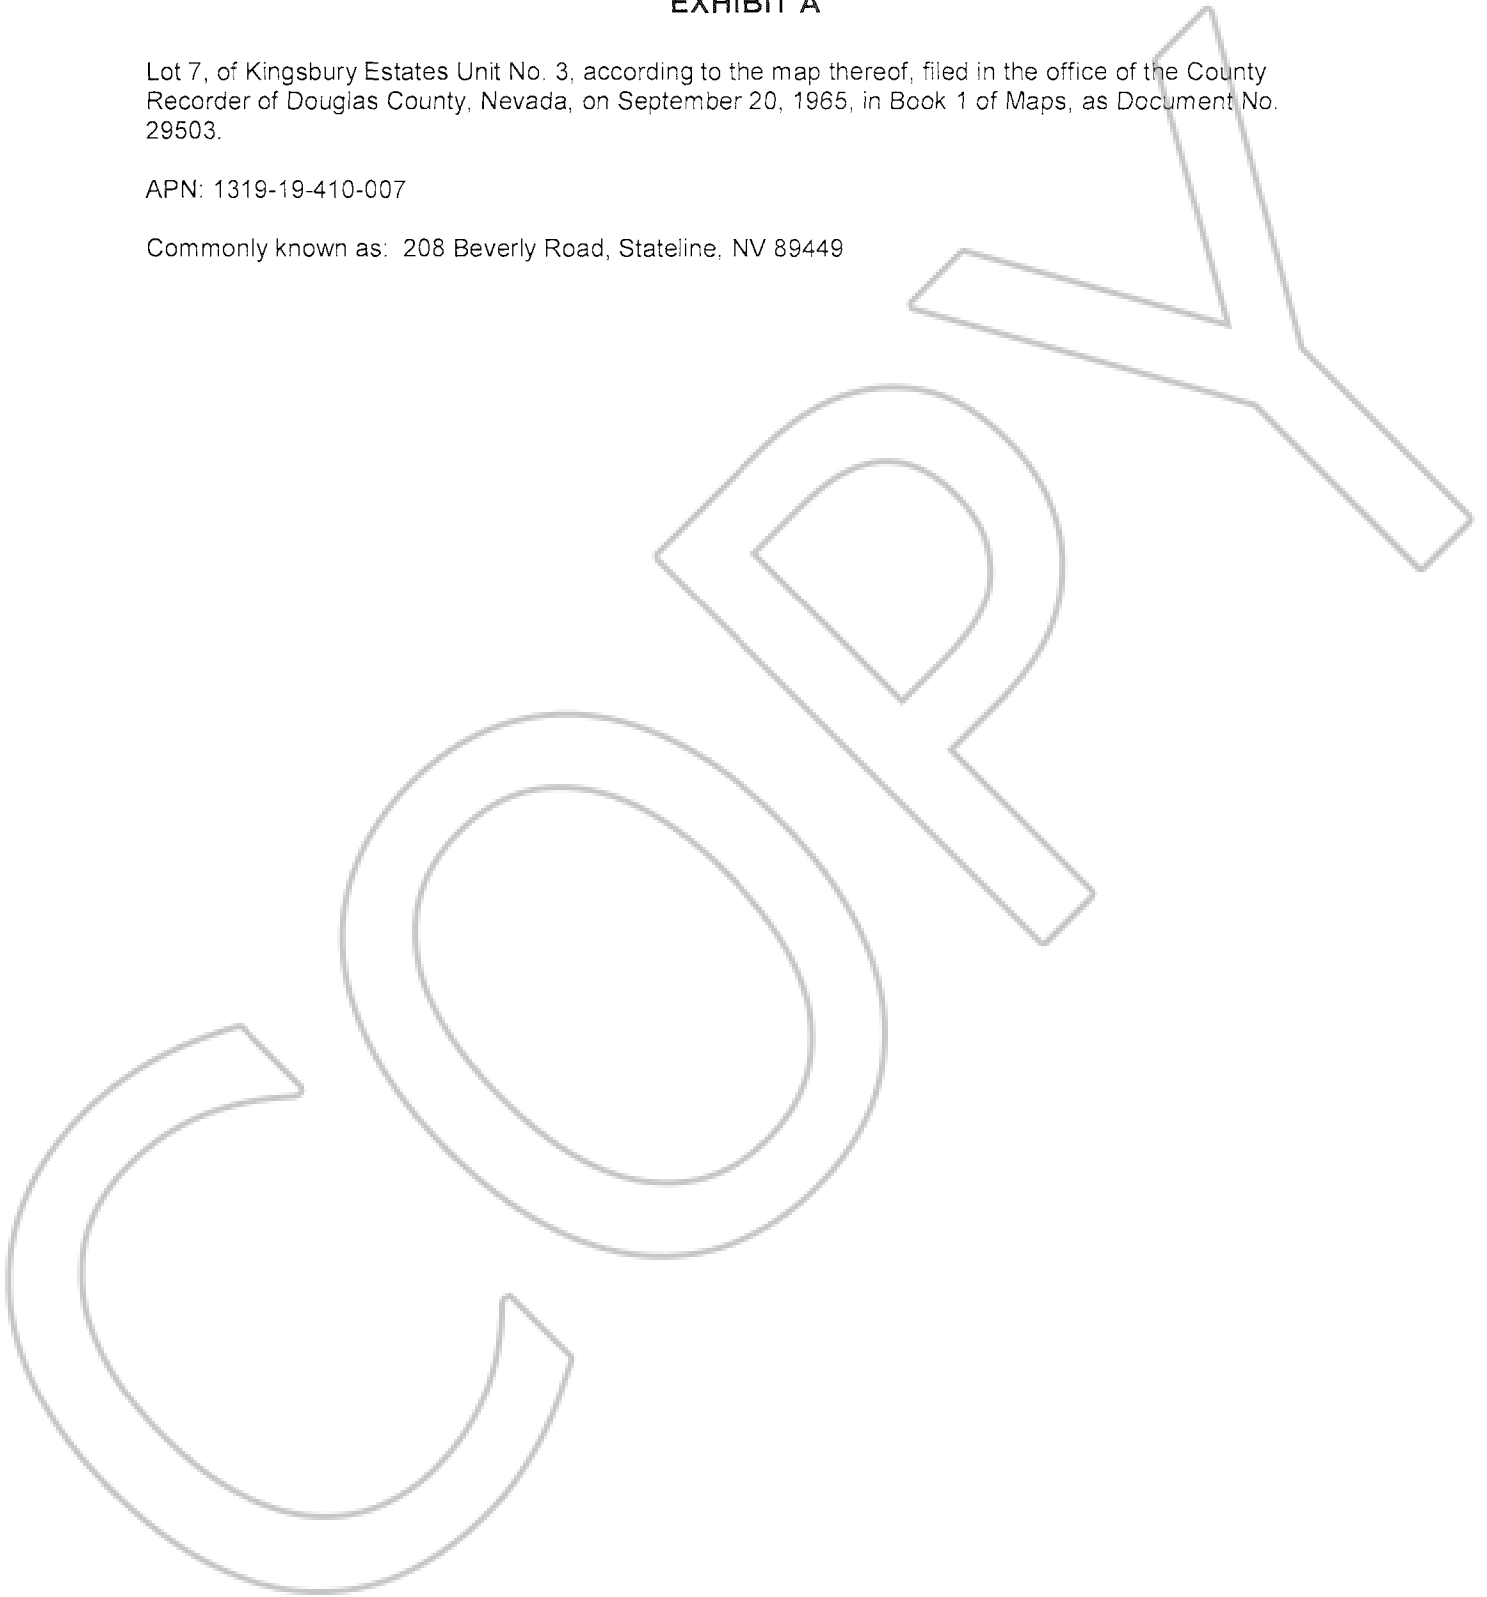 EXHIBIT A
Lot 7, of Kingsbury Estates Unit No. 3, according to the map thereof, filed in the office of the County
Recorder of Douglas County, Nevada, on September 20, 1965, in Book 1 of Maps, as Document No.
29503.
APN: 1319-19-410-007
Commonly known as: 208 Beverly Road, Stateline, NV 89449
COPY